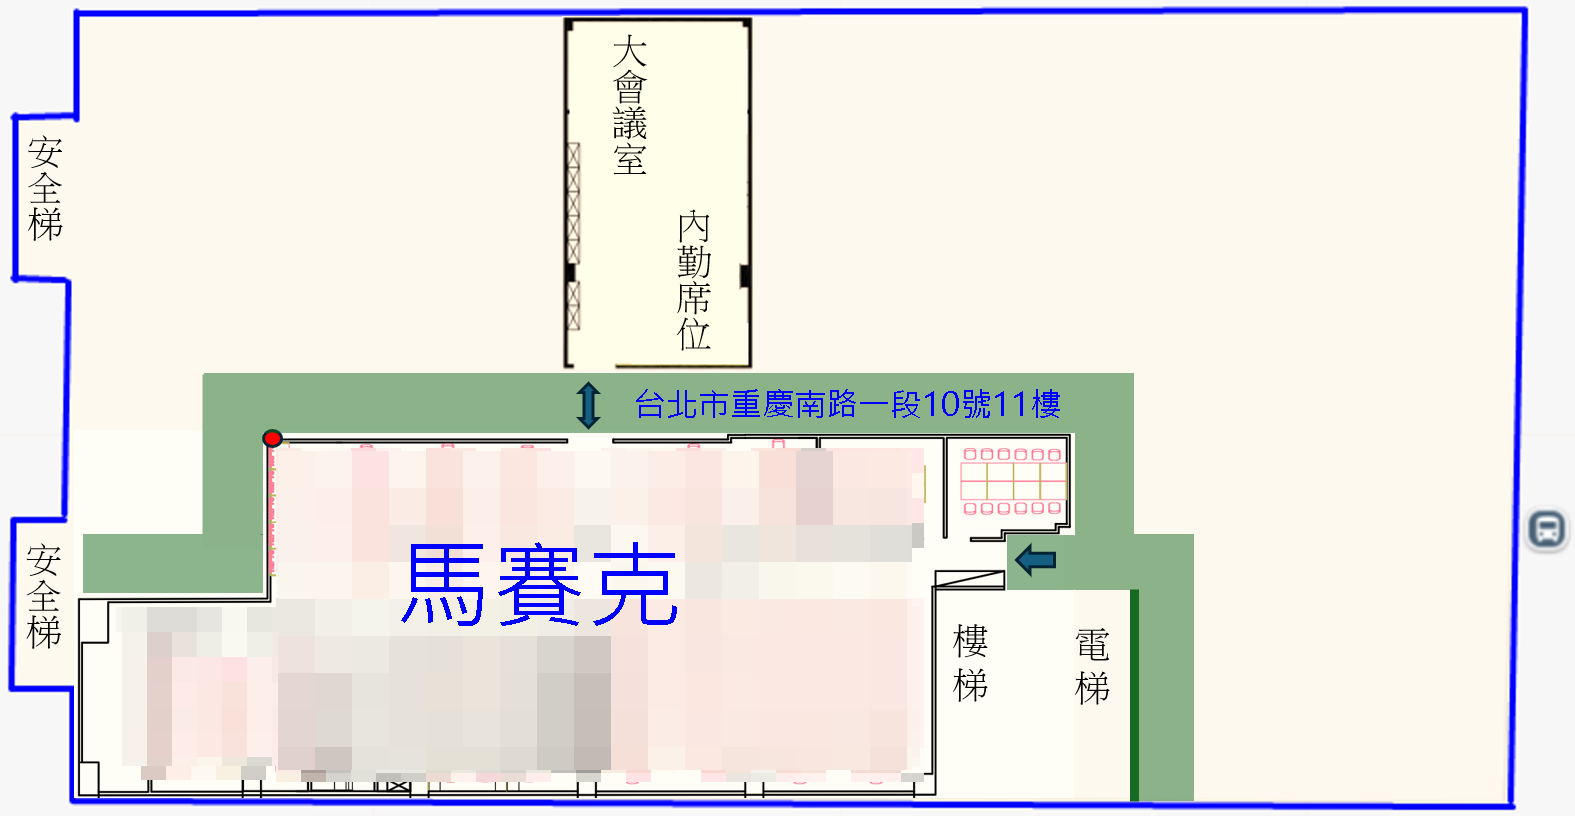 大會議室
內勤席位
安全梯
台北市重慶南路一段10號11樓
馬賽克
安全梯
樓梯
電梯